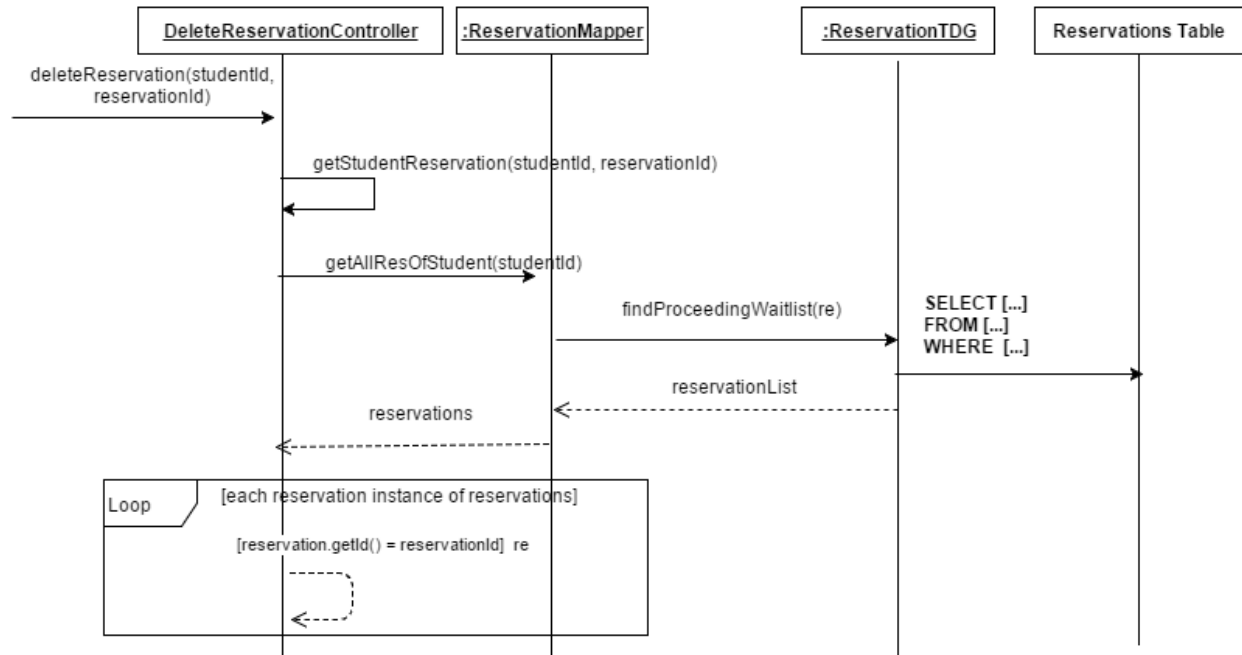 DeleteReservationController
:ReservationMapper
:ReservationTDG
Reservations Table
deleteReservation(studentId,
reservationId)
getStudentReservation(studentId, reservationId)
getAllResOfStudent(studentId)
findProceedingWaitlist(re)
SELECT [...]
FROM [...]
WHERE [...]
reservationList
reservations
Loop
[each reservation instance of reservations]
[reservation.getId() = reservationId] re